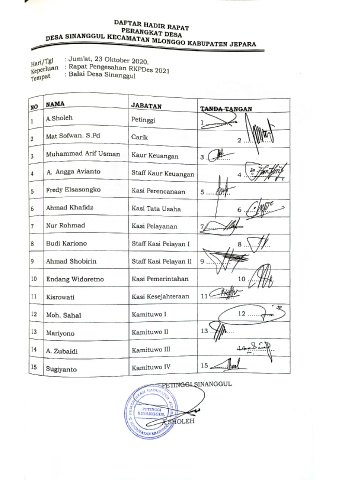 DAFTAR HADIR RAPAT
PERANGKAT DESA
DESA SINANGGUL KECAMATAN MLONGGO KABUPATEN JEPARA
Hari/Tgl : Jum'at, 23 Oktober 2020,
Keperluan : Rapat Pengesahan RKPDes 2021
Tempat : Balai Desa Sinanggul
NO NAMA JABATAN TANDA TANGAN
1 A.Sholeh Petinggi 1
2 Mat Sofwan. S.Pd Carik 2
3 Muhammad Arif Usman Kaur Keuangan 3
4 A. Angga Avianto Staff Kaur Keuangan 4
5 Fredy Elsasongko Kasi Perencanaan 5
6 Ahmad Khafidz Kasi Tata Usaha 6
7 Nur Rohmad Kasi Pelayanan 7
8 Budi Kariono Staff Kasi Pelayan I 8
9 Ahmad Shobirin Staff Kasi Pelayan II 9
10 Endang Widoretno Kasi Pemerintahan 10
11 Kisrowati Kasi Kesejahteraan 11
12 Moh. Sahal Kamituwo I 12
13 Mariyono Kamituwo II 13
14 A. Zubaidi Kamituwo III 14
15 Sugiyanto Kamituwo IV 15
PETINGGI SINANGGUL
PETINGGI
SINANGGUL
A.SHOLEH